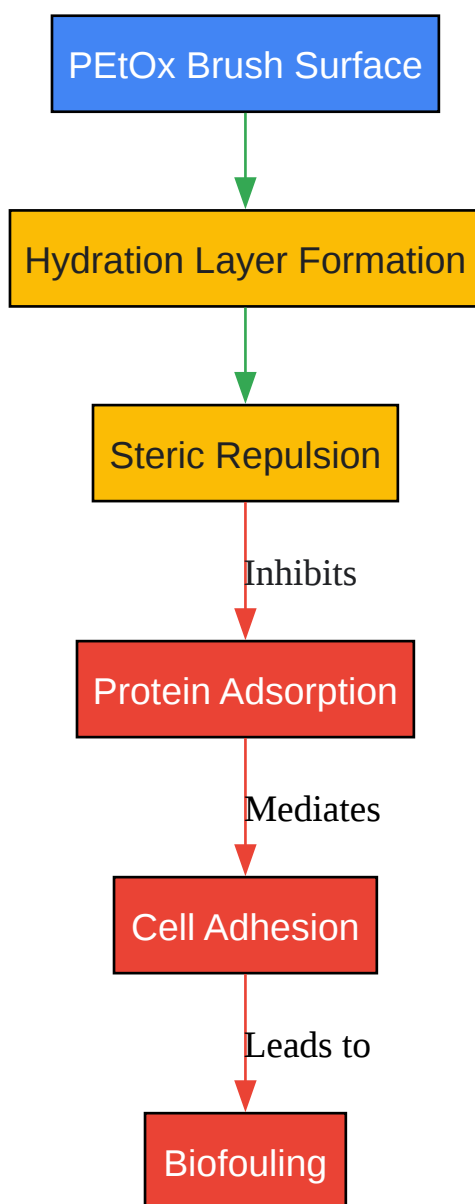 PEtOx Brush Surface
Hydration Layer Formation
Steric Repulsion
Inhibits
Protein Adsorption
Mediates
Cell Adhesion
Leads to
Biofouling